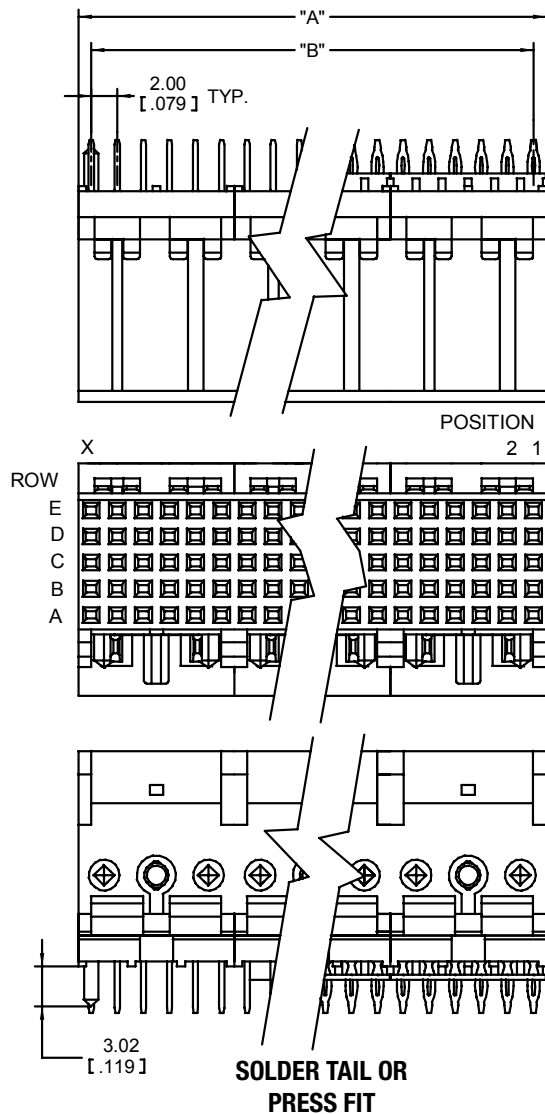 "A"
"B"
2.00
[.079] TYP.
POSITION
X 2 1
ROW
E
D
C
B
A
3.02
[.119]
SOLDER TAIL OR
PRESS FIT